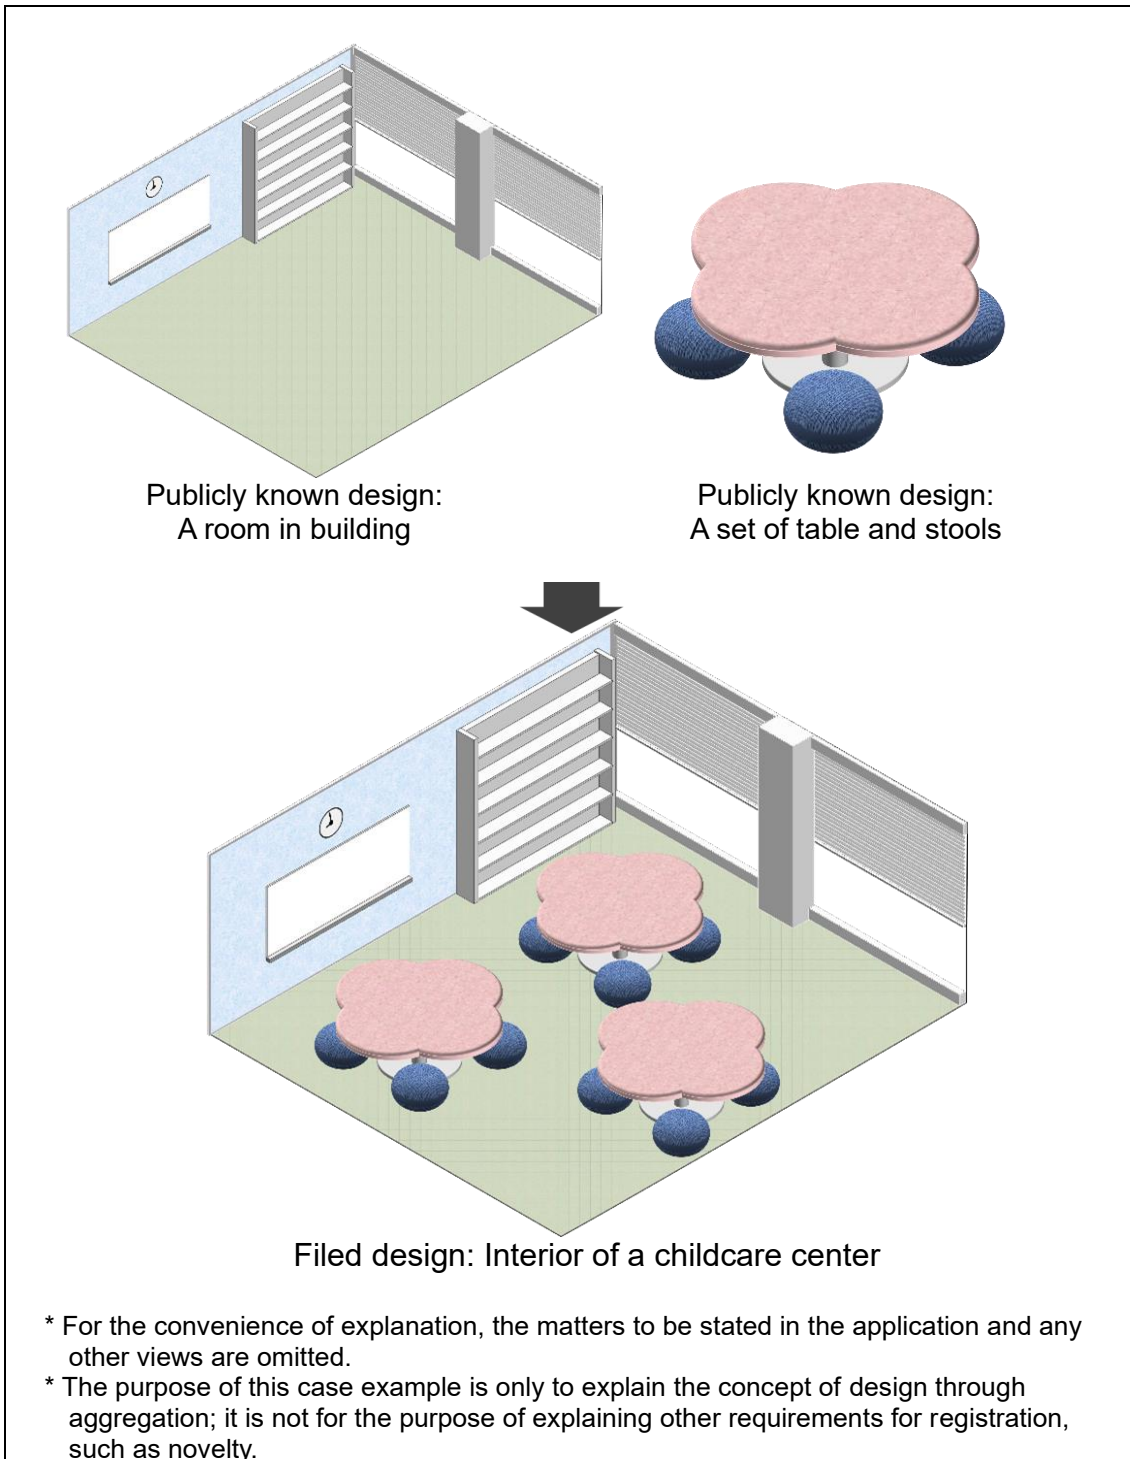 Publicly known design:
A room in building
Publicly known design:
A set of table and stools
Filed design: Interior of a childcare center
* For the convenience of explanation, the matters to be stated in the application and any
other views are omitted.
* The purpose of this case example is only to explain the concept of design through
aggregation; it is not for the purpose of explaining other requirements for registration,
such as novelty.